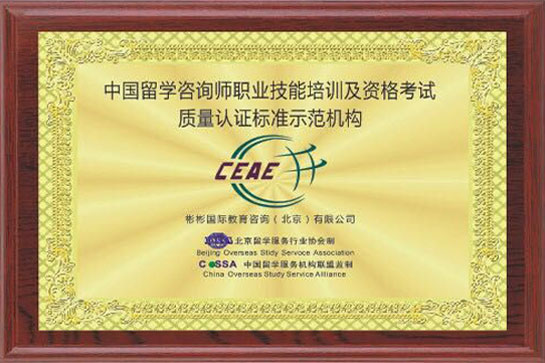 中国留学咨询师职业技能培训及资格考试
质量认证标准示范机构
CEAE
彬彬国际教育咨询（北京）有限公司
北京留学服务行业协会制
Beijing Overseas Stidy Servoce Association
COSSA 中国留学服务机构联盟监制
China Overseas Study Servoce Alliance